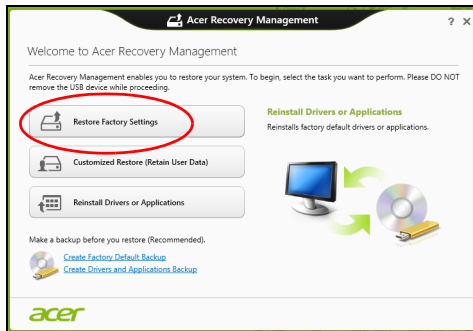 Acer Recovery Management
? X
Welcome to Acer Recovery Management
Acer Recovery Management enables you to restore your system. To begin, select the task you want to perform. Please DO NOT
remove the USB device while proceeding.
Restore Factory Settings
Customized Restore (Retain User Data)
Reinstall Drivers or Applications
Reinstall Drivers or Applications
Reinstalls factory default drivers or applications.
Make a backup before you restore (Recommended).
Create Factory Default Backup
Create Drivers and Applications Backup
acer